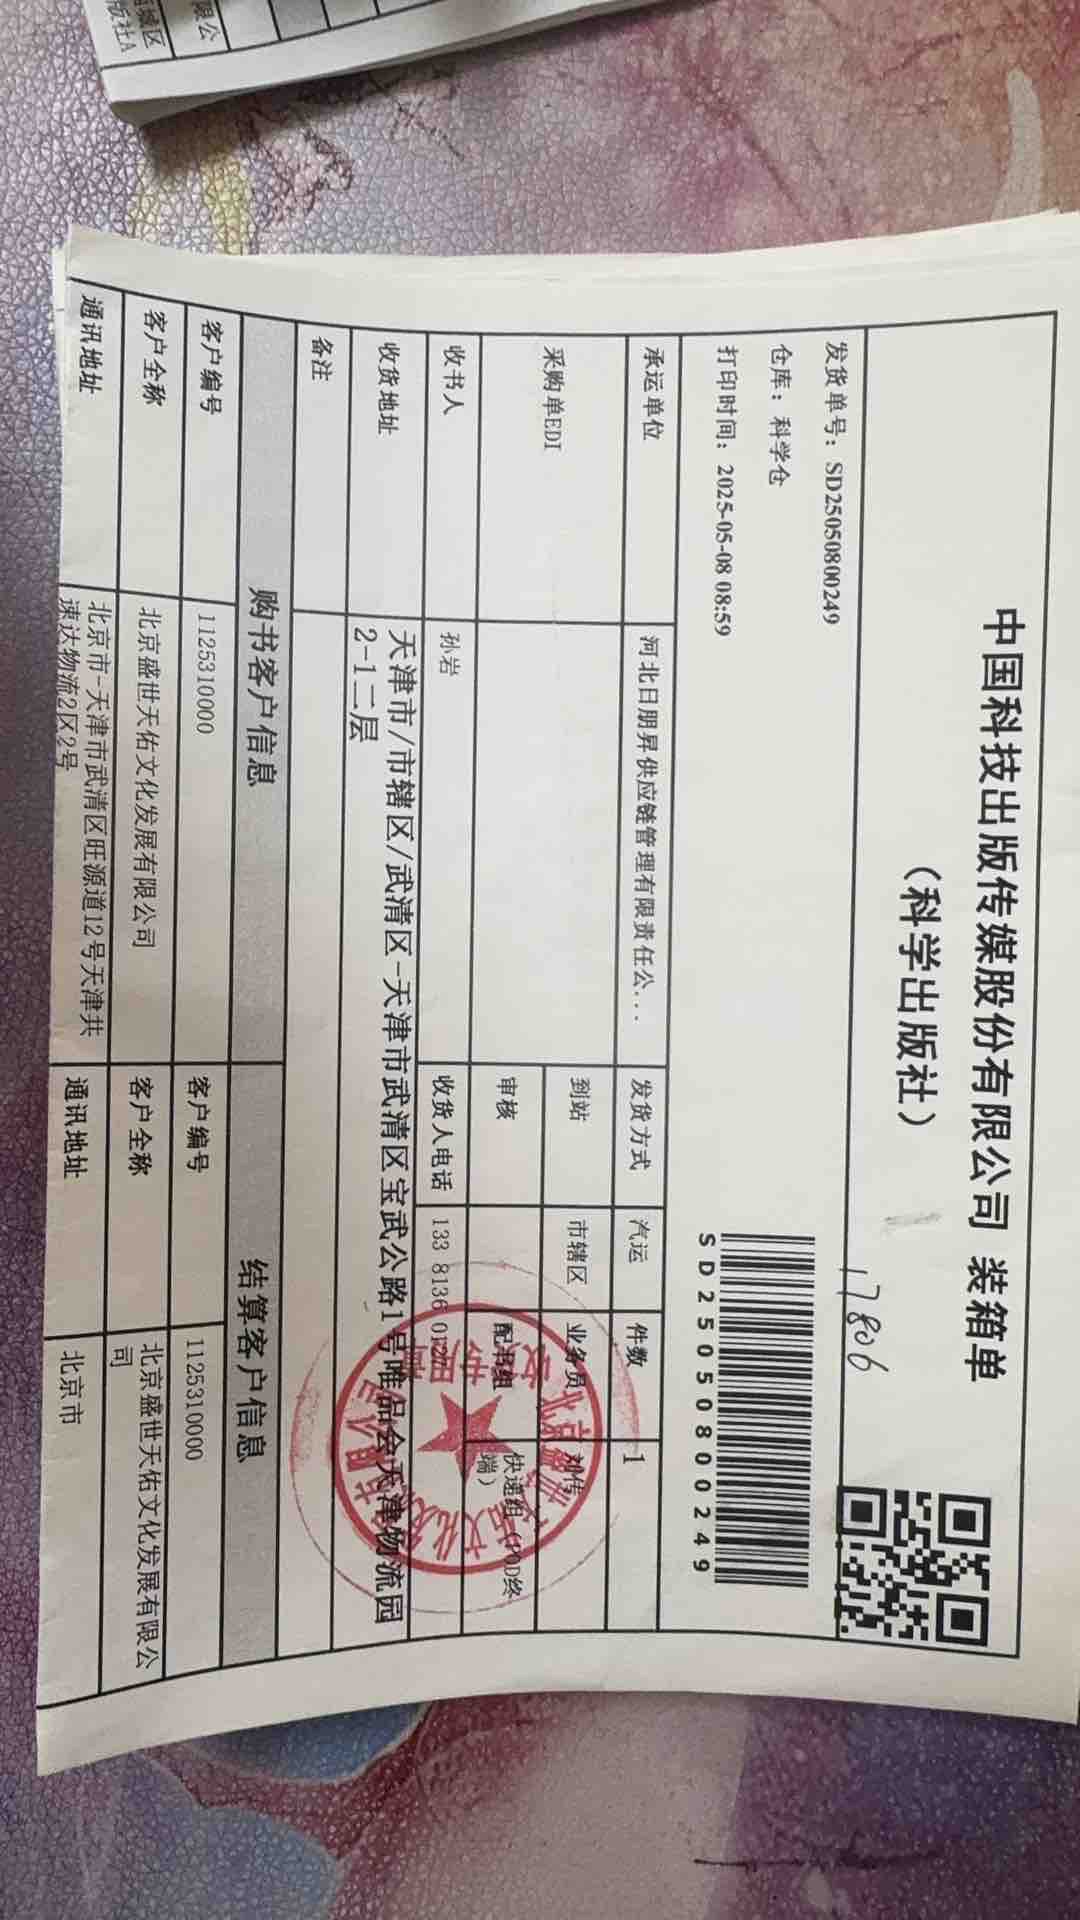 中国科技出版传媒股份有限公司 装箱单
(科学出版社)
17806
发货单号: SD2505800249
仓库: 科学仓
打印时间: 2025-05-08 08:59
SD2505080 0249
承运单位 河北日朋昇供应链管理有限责任公... 发货方式 汽运 件数 1
采购单EDI 到站 市辖区 业务员 刘传
审核 配书组 快递组 (POD终
端)
收书人 孙岩 收货人电话 133 8136
收货地址 天津市/市辖区/武清区-天津市武清区宝武公路1号唯品会天津物流园
2-1二层
备注
购书客户信息 结算客户信息
客户编号 1125310000 客户编号 1125310000
客户全称 北京盛世天佑文化发展有限公司 客户全称 北京盛世天佑文化发展有限公
司
通讯地址 北京市-天津市武清区旺源道12号天津共 通讯地址 北京市
速达物流2区2号
限公
城区
版社A